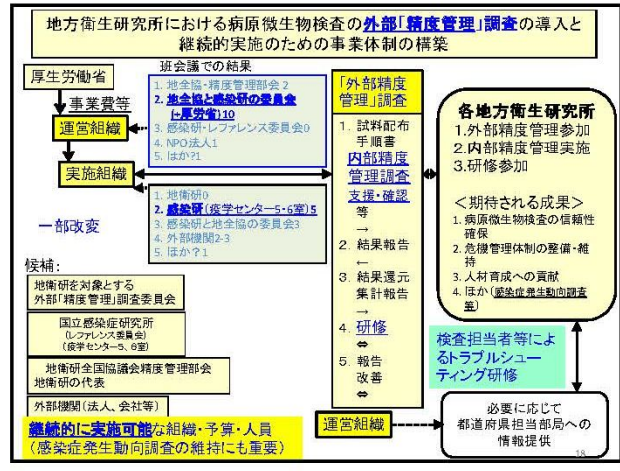 地方衛生研究所における病原微生物検査の外部「精度管理」調査の導入と
継続的実施のための事業体制の構築
厚生労働省
事業費等
運営組織
実施組織
一部改変
班会議での結果
1. 地全協・精度管理部会 2
2. 地全協と感染研の委員会
(+厚労省)10
3. 感染研・レファレンス委員会0
4. NPO法人1
5. ほか?1
1. 地衛研0
2. 感染研(疫学センター5・6室)5
3. 感染研と地全協の委員会3
4. 外部機関2-3
5. ほか？1
候補：
地衛研を対象とする
外部「精度管理」調査委員会
国立感染症研究所
(レファレンス委員会)
(疫学センター5、6室)
地衛研全国協議会精度管理部会
地衛研の代表
外部機関(法人、会社等)
継続的に実施可能な組織・予算・人員
(感染症発生動向調査の維持にも重要)
「外部精度
管理」調査
1. 試料配布
手順書
内部精度
管理調査
支援・確認
等
→
2. 結果報告
←
3. 結果還元
集計報告
→
4. 研修
⇔
5. 報告
改善
⇔
運営組織
各地方衛生研究所
1.外部精度管理参加
2.内部精度管理実施
3.研修参加
＜期待される成果＞
1. 病原微生物検査の信頼性
確保
2. 危機管理体制の整備・維
持
3. 人材育成への貢献
4. ほか(感染症発生動向調査
等)
検査担当者等によ
るトラブルシュー
ティング研修
必要に応じて
都道府県担当部局への
情報提供
18